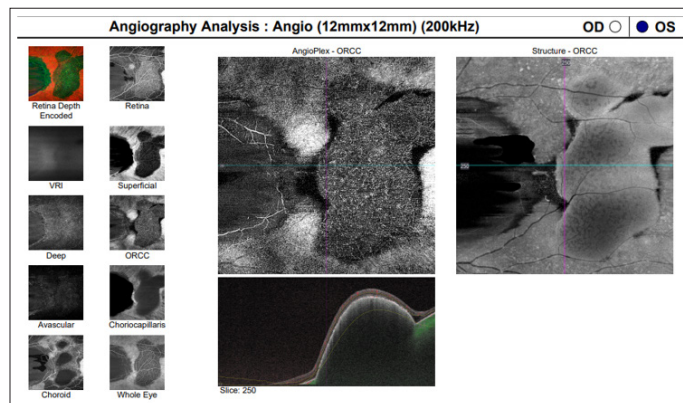 Angiography Analysis : Angio (12mmx12mm) (200kHz) OD OS
AngioPlex - ORCC
Structure - ORCC
Retina Depth Encoded
Retina
VRI
Superficial
Deep
ORCC
Avascular
Choriocapillaris
Choroid
Whole Eye
250
Slice: 250